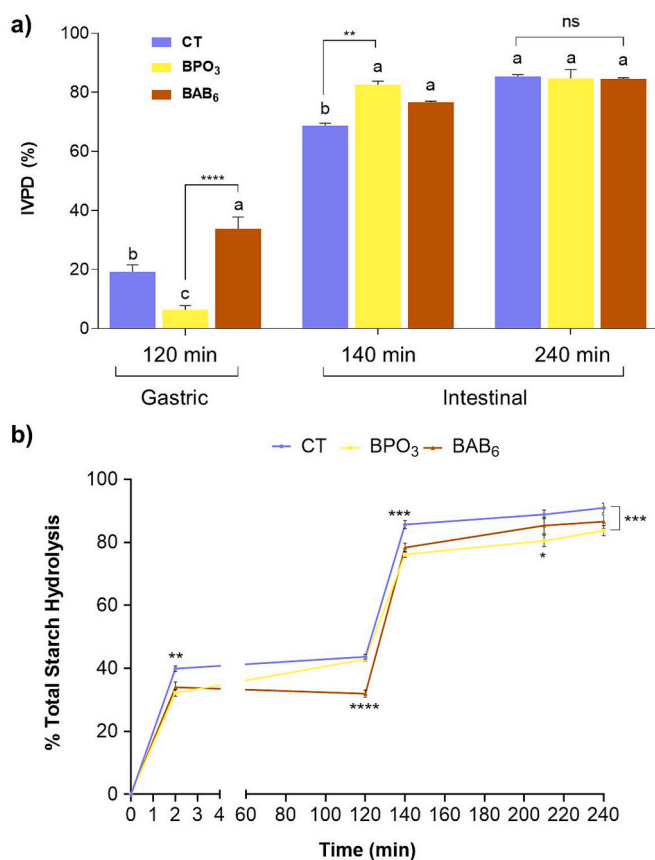 a)
100
80
60
40
20
0
IVPD (%)
CT
BPO₃
BAB₆
b
c
a
****
b
a
a
**
a
a
a
ns
120 min
140 min
240 min
Gastric
Intestinal
b)
CT
BPO₃
BAB₆
100
80
60
40
20
0
% Total Starch Hydrolysis
**
****
***
*
***
0 1 2 3 4 60 80 100 120 140 160 180 200 220 240
Time (min)